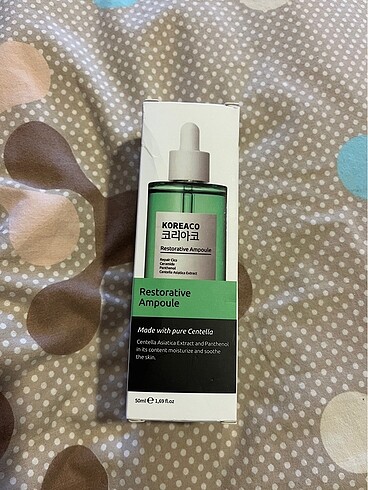 KOREACO
코리아코
Restorative Ampoule
Repair Cica
Ceramide
Panthenol
Centella Asiatica Extract
Restorative
Ampoule
Made with pure Centella
Centella Asiatica Extract and Panthenol
in its content moisturize and soothe
the skin.
50ml ℮ 1,69 fl.oz